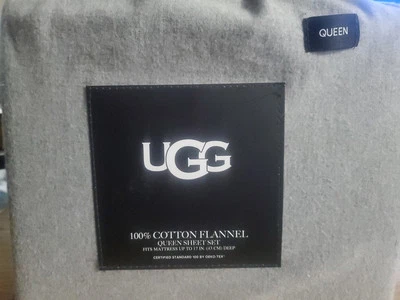 QUEEN
UGG
100% COTTON FLANNEL
QUEEN SHEET SET
FITS MATTRESS UP TO 17 IN. (43 CM) DEEP
CERTIFIED STANDARD 100 BY OEKO-TEX®